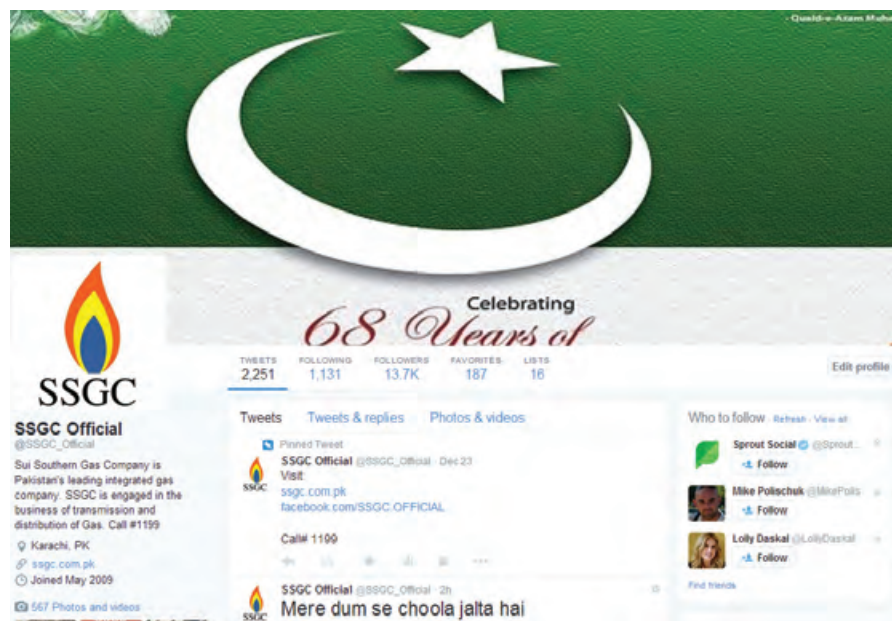 - Quaid-e-Azam Muha
Celebrating
68 Years of
SSGC
TWEETS FOLLOWING FOLLOWERS FAVORITES LISTS
2,251 1,131 13.7K 187 16
Edit profile
SSGC Official
@SSGC_Official
Sui Southern Gas Company is
Pakistan's leading integrated gas
company. SSGC is engaged in the
business of transmission and
distribution of Gas. Call #1199
Karachi, PK
ssgc.com.pk
Joined May 2009
567 Photos and videos
Tweets Tweets & replies Photos & videos
Pinned Tweet
SSGC Official @SSGC_Official · Dec 23
SSGC
Visit:
ssgc.com.pk
facebook.com/SSGC.OFFICIAL
Call# 1199
SSGC Official @SSGC_Official · 2h
SSGC
Mere dum se choola jalta hai
Who to follow · Refresh · View all
Sprout Social @Sprout...
Follow
Mike Polischuk @MikePolis
Follow
Lolly Daskal @LollyDaskal
Follow
Find friends